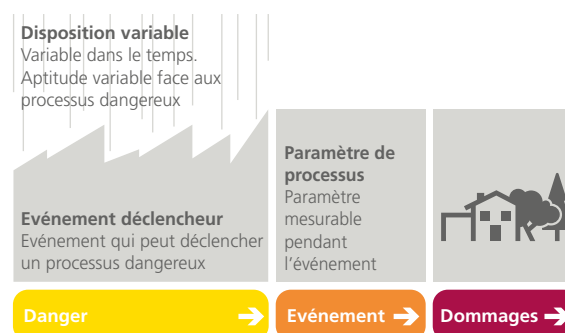 Disposition variable
Variable dans le temps.
Aptitude variable face aux
processus dangereux
Evénement déclencheur
Evénement qui peut déclencher
un processus dangereux
Paramètre de
processus
Paramètre
mesurable
pendant
l'événement
Danger
Evénement
Dommages